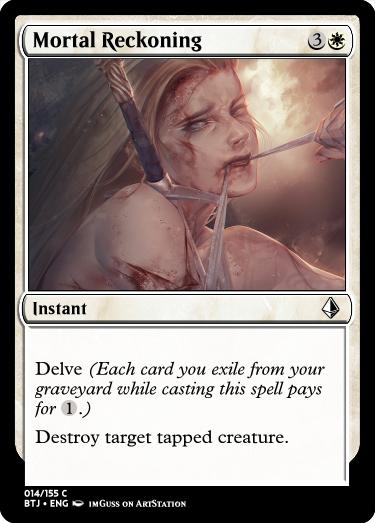 Mortal Reckoning 3
Instant
Delve (Each card you exile from your
graveyard while casting this spell pays
for 1.)
Destroy target tapped creature.
014/155 C
BTJ • ENG imGuss on ArtStation